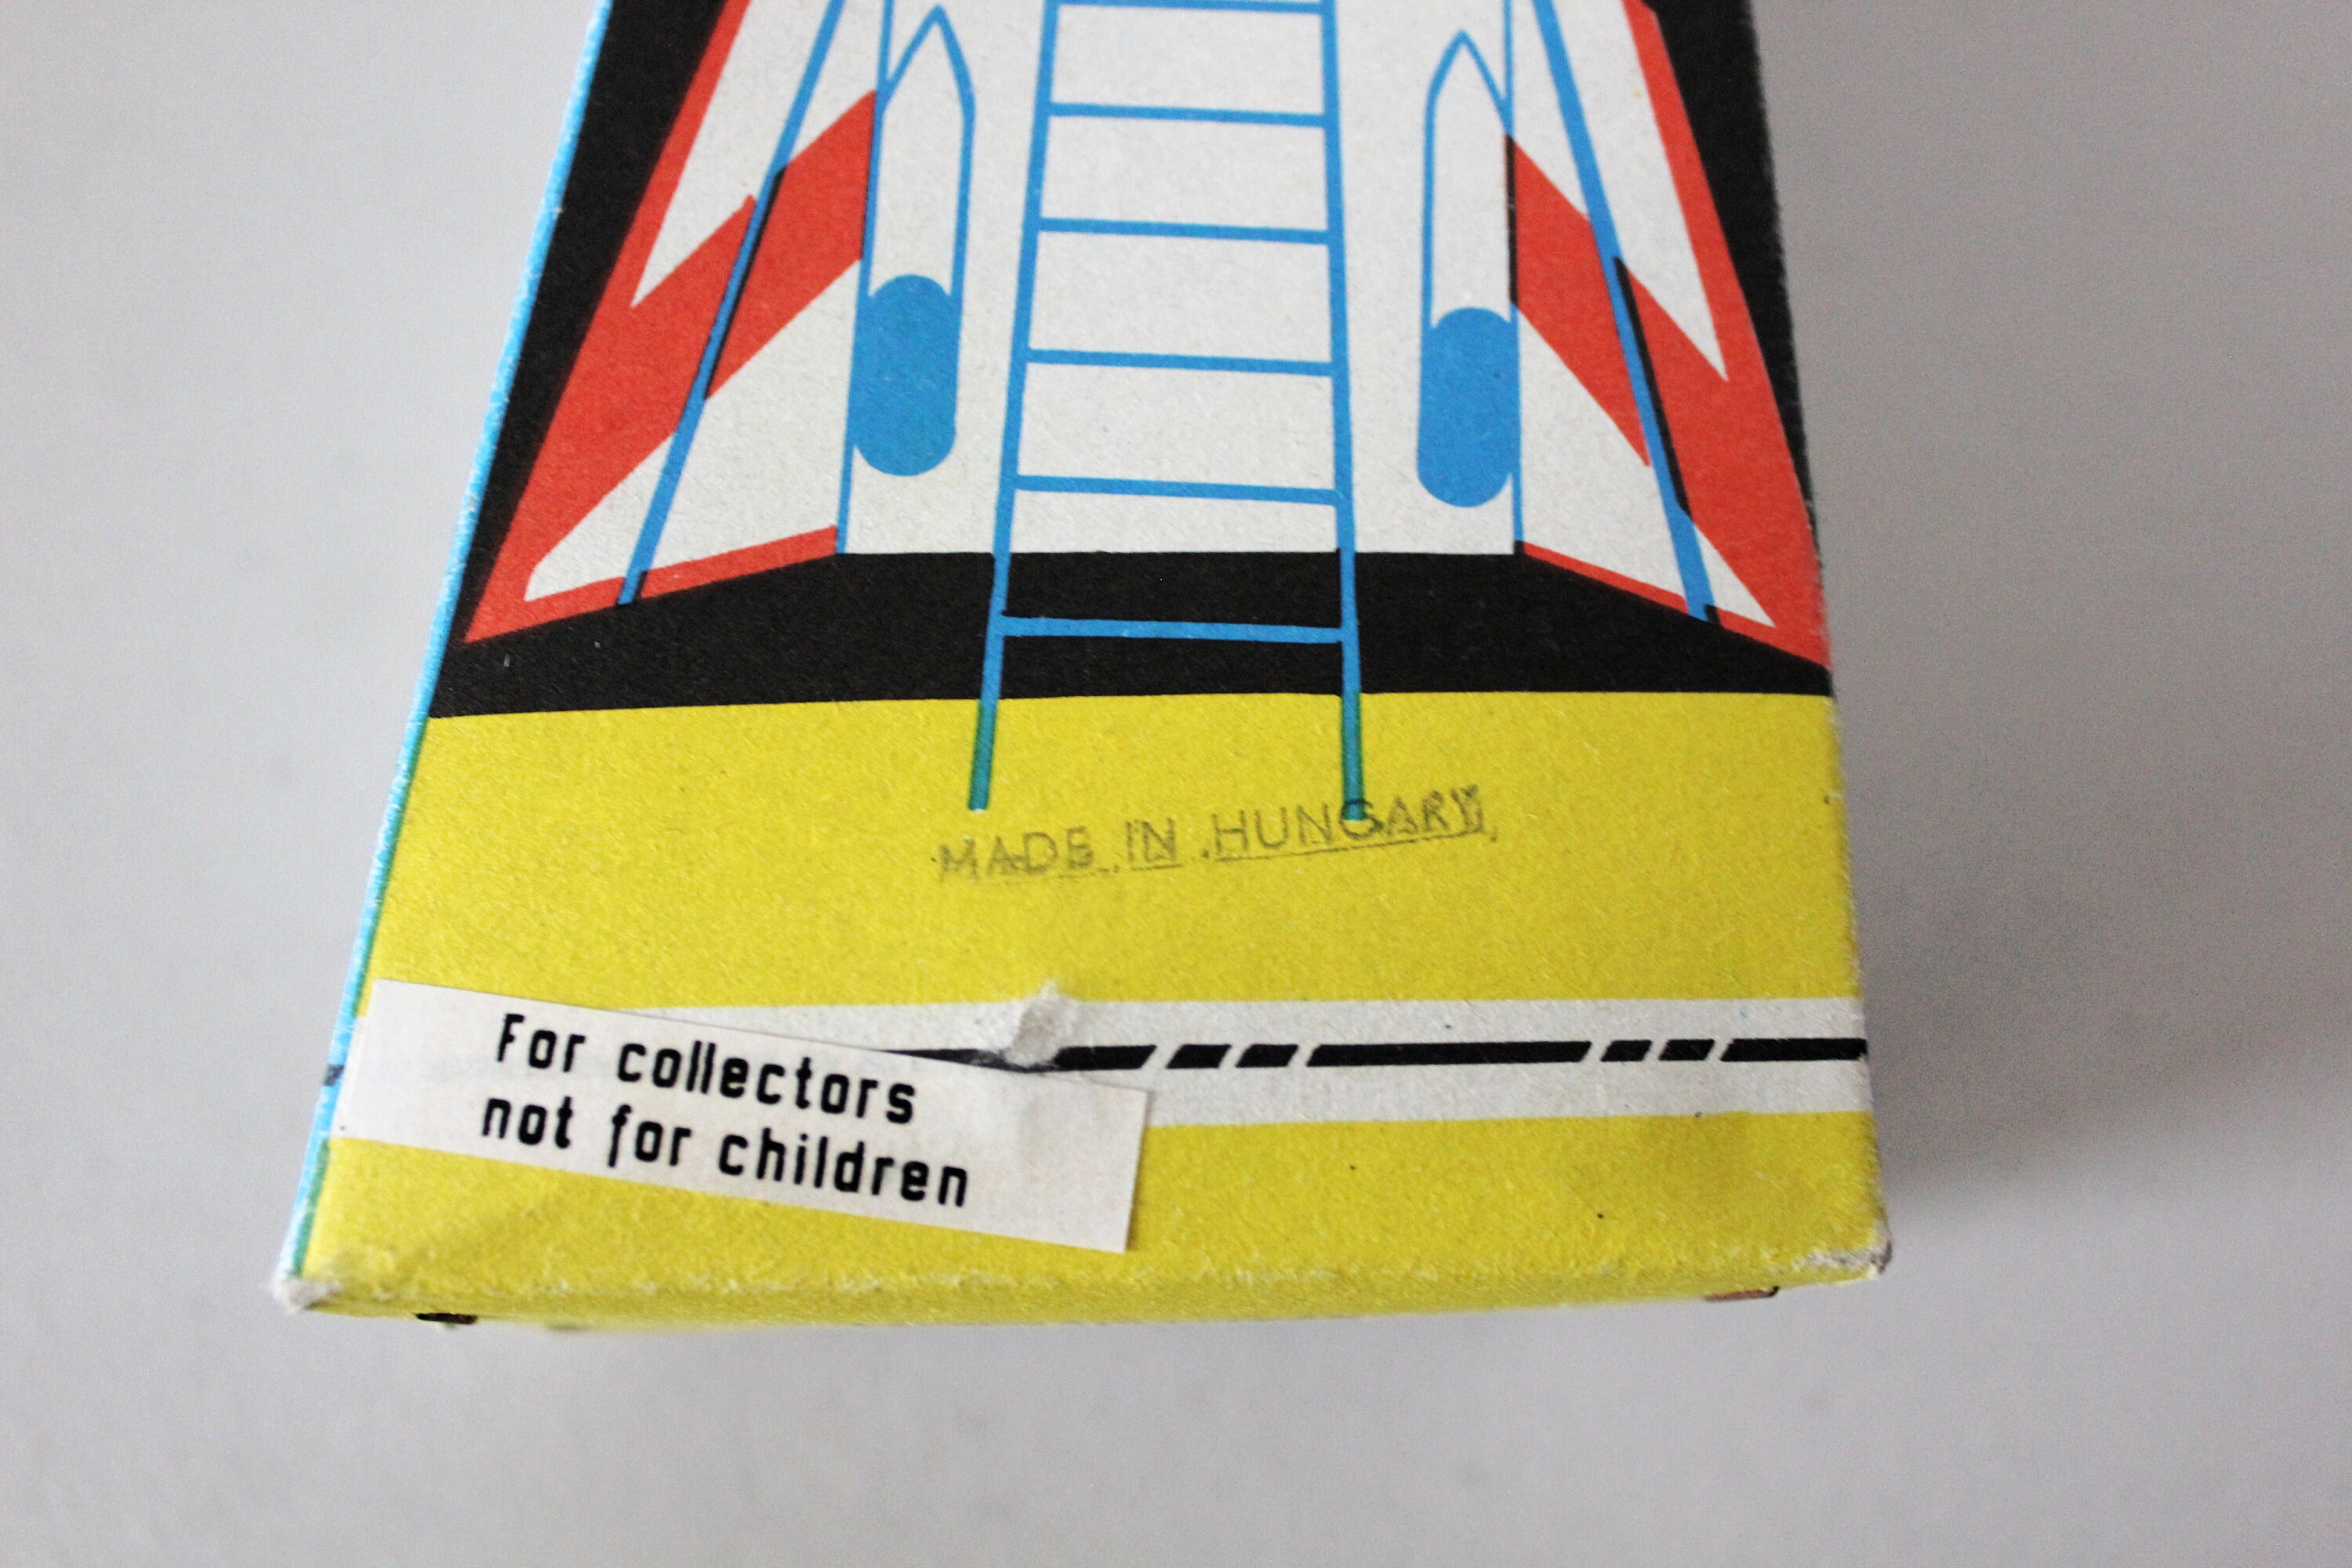 MADE IN HUNGARY
For collectors
not for children